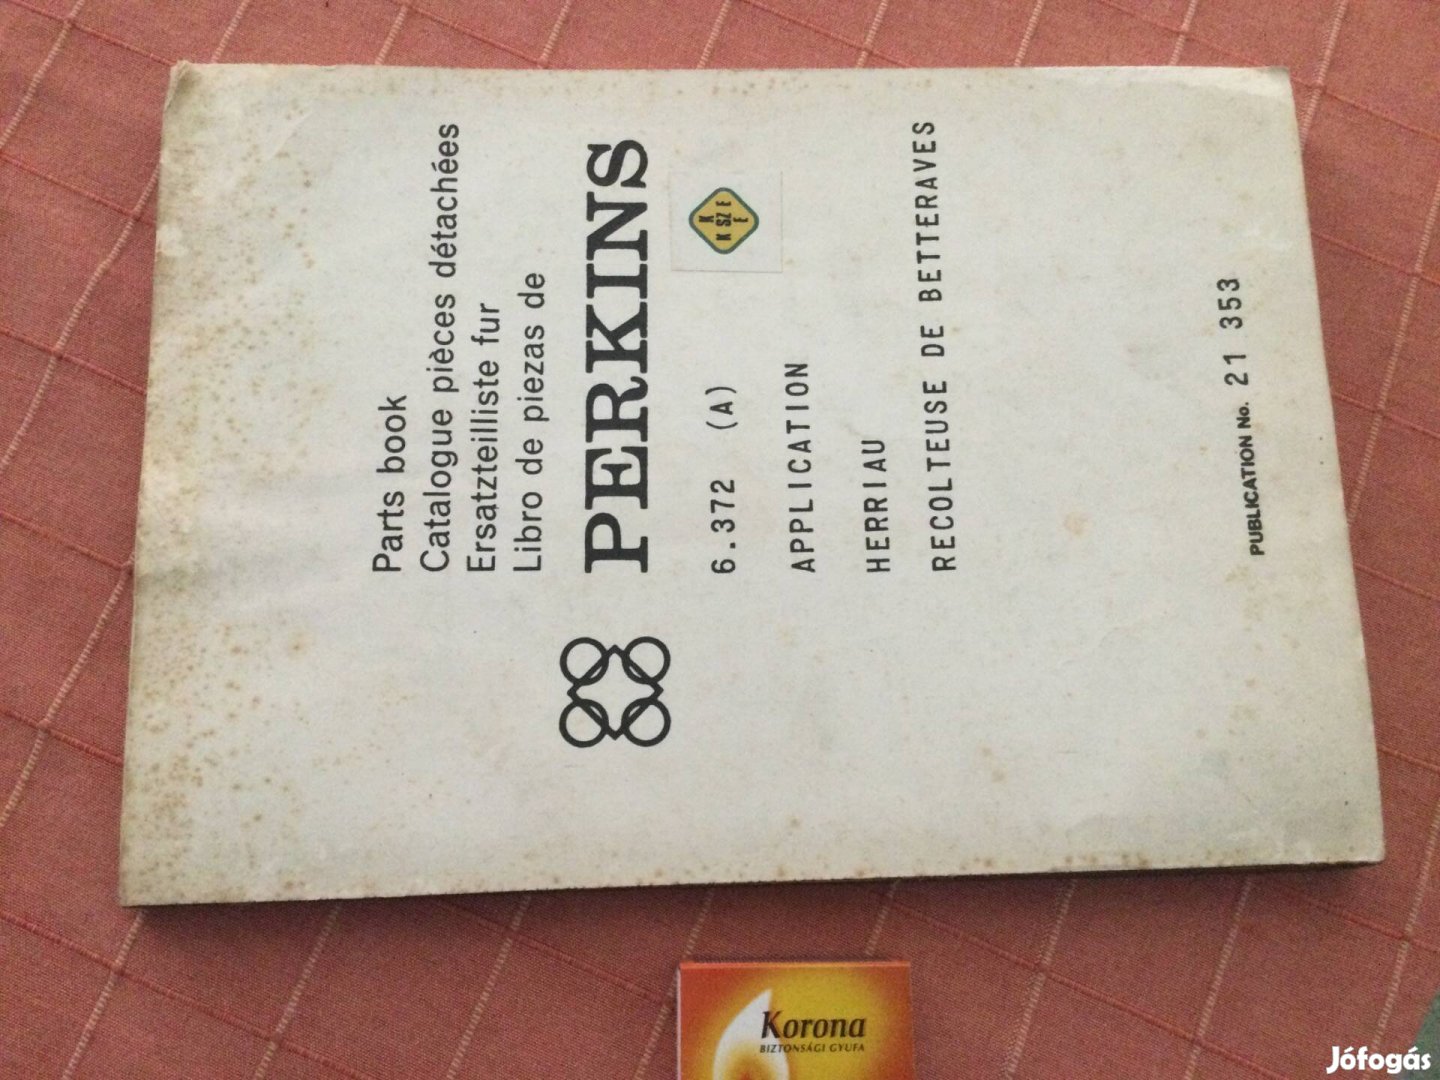 Parts book
Catalogue pièces détachées
Ersatzteilliste fur
Libro de piezas de
PERKINS
K
K SZ E
E
6.372 (A)
APPLICATION
HERRIAU
RECOLTEUSE DE BETTERAVES
PUBLICATION No. 21 353
Korona
BIZTONSÁGI GYUFA
Jófogás